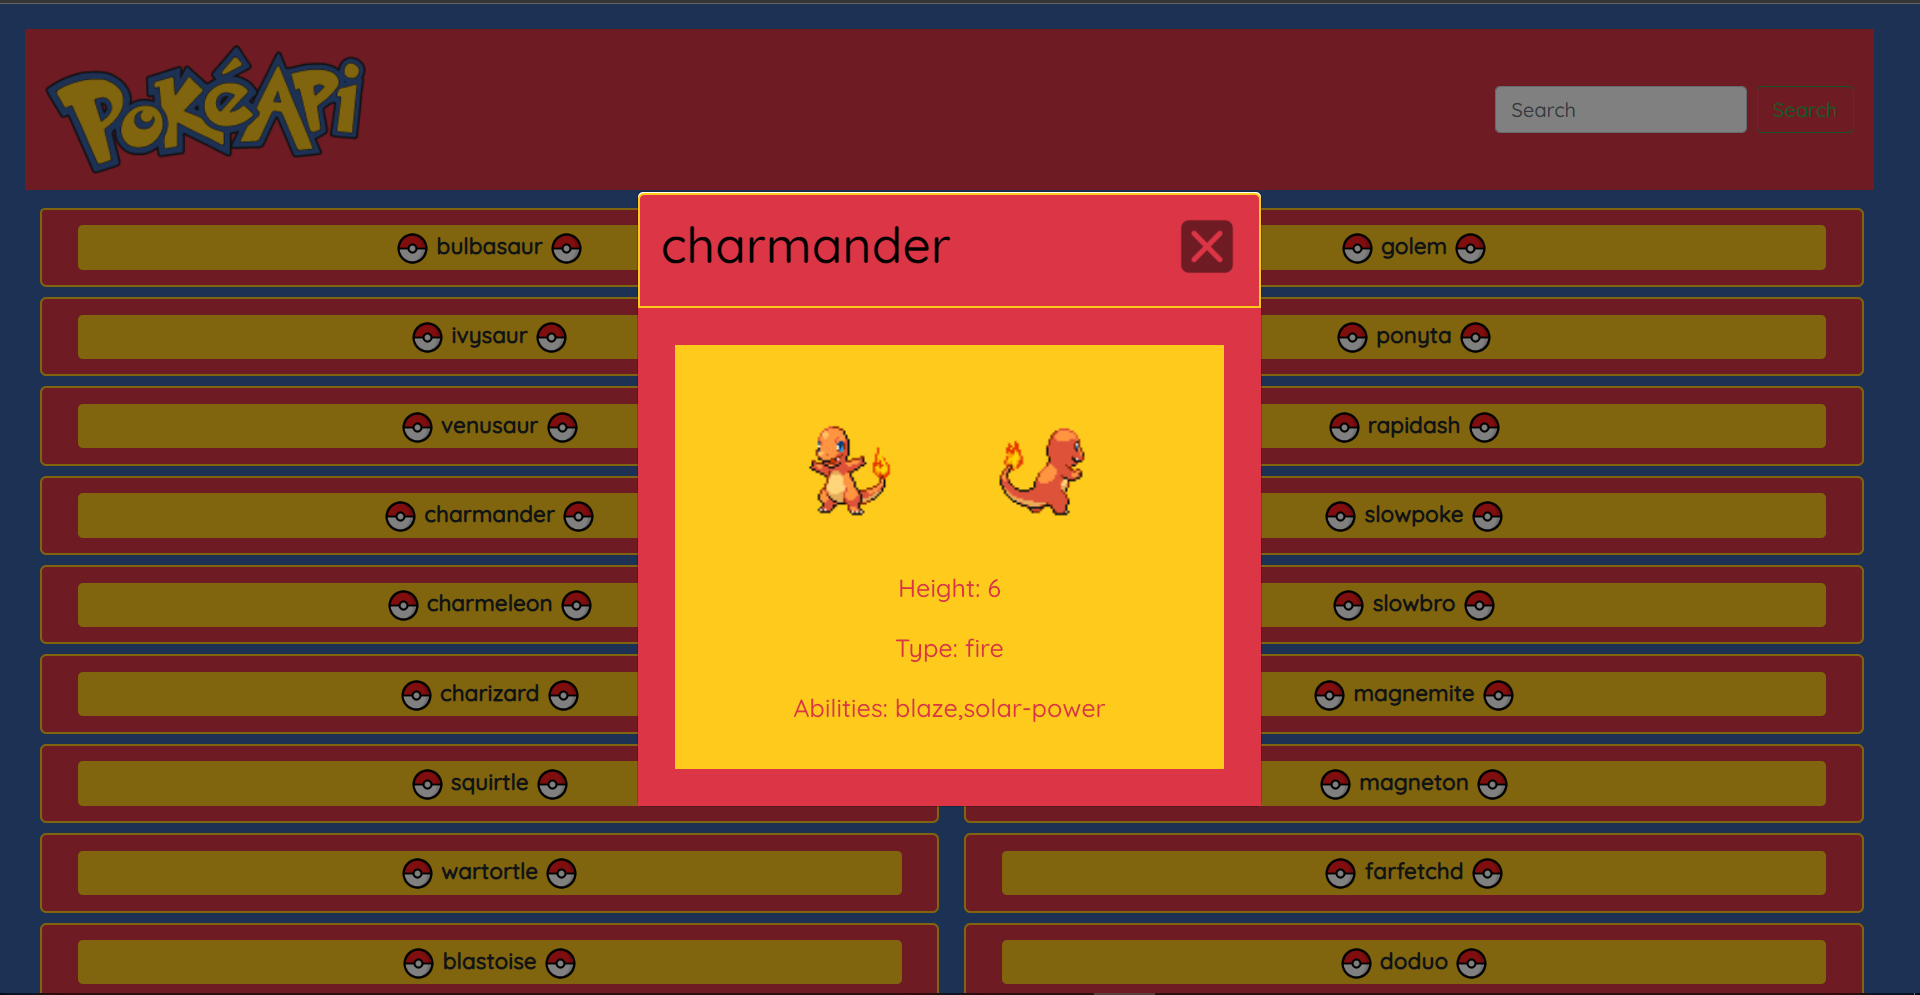 PokéApi
Search
Search
charmander
Height: 6
Type: fire
Abilities: blaze,solar-power
bulbasaur
ivysaur
venusaur
charmander
charmeleon
charizard
squirtle
wartortle
blastoise
golem
ponyta
rapidash
slowpoke
slowbro
magnemite
magneton
farfetchd
doduo